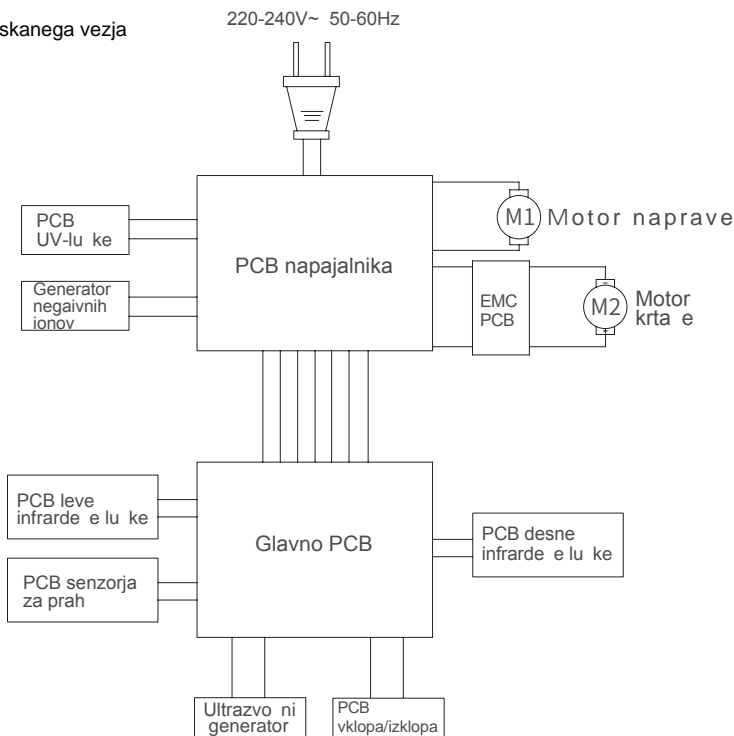 skanega vezja
220-240V~ 50-60Hz
PCB
UV-lu ke
Generator
negaivnih
ionov
PCB napajalnika
M1 Motor naprave
EMC
PCB
M2
Motor
krta e
PCB leve
infrarde e lu ke
PCB senzorja
za prah
Glavno PCB
PCB desne
infrarde e lu ke
Ultrazvo ni
generator
PCB
vklopa/izklopa